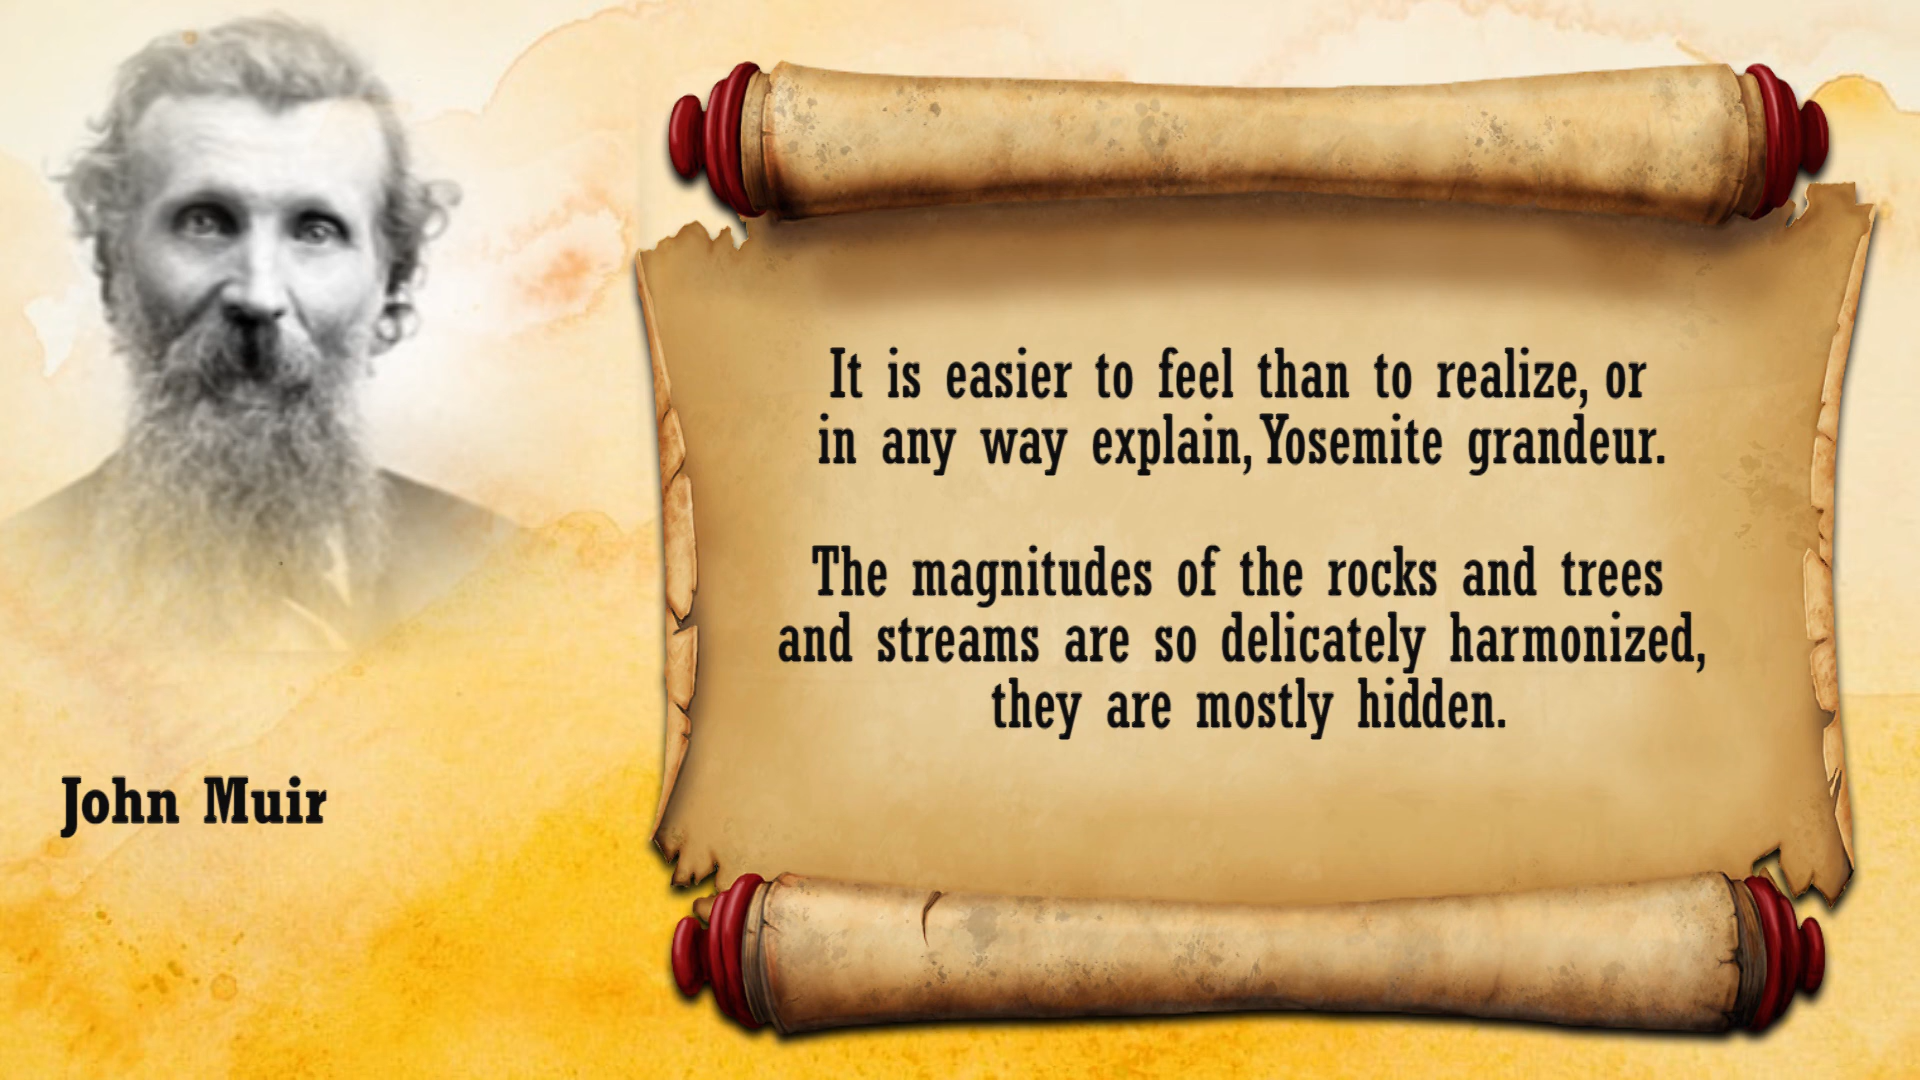 It is easier to feel than to realize, or
in any way explain, Yosemite grandeur.
The magnitudes of the rocks and trees
and streams are so delicately harmonized,
they are mostly hidden.
John Muir